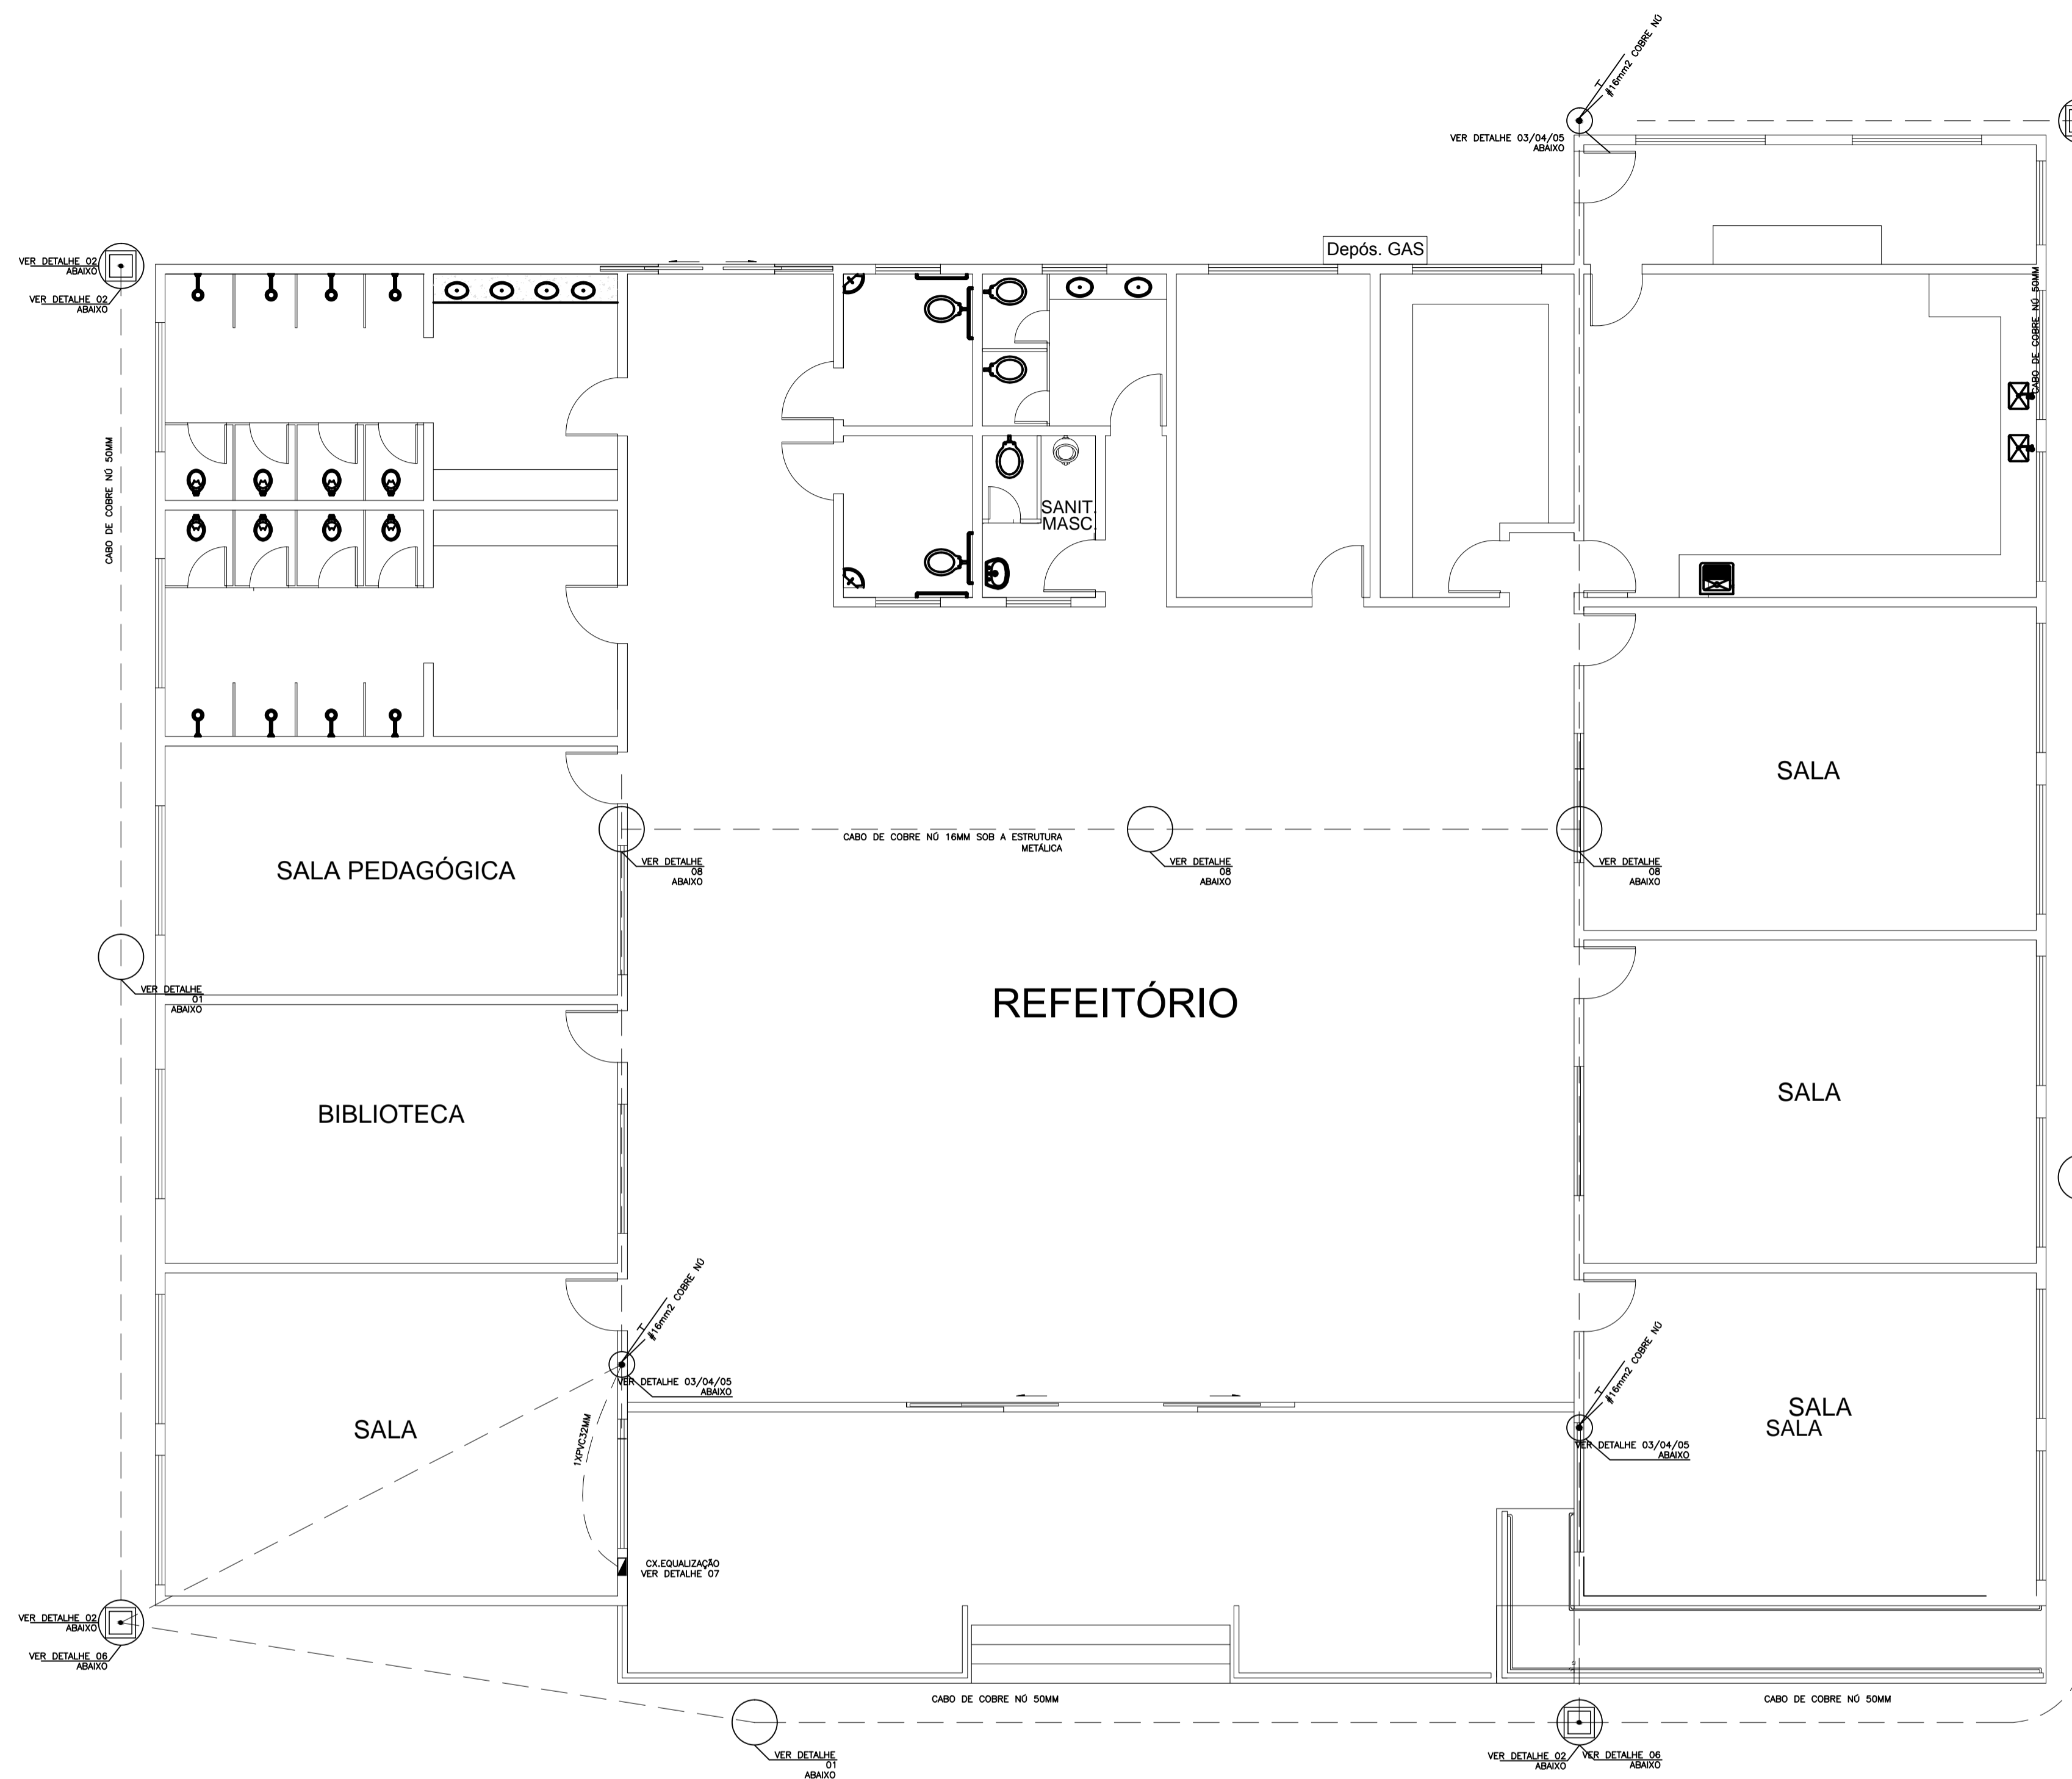 #16mm2 COBRE NÚ
T
VER DETALHE 03/04/05
ABAIXO
Depós. GAS
VER DETALHE 02
ABAIXO
VER DETALHE 02
ABAIXO
CABO DE COBRE NÚ 50MM
CABO DE COBRE NÚ 50MM
SANIT.
MASC.
SALA
CABO DE COBRE NÚ 16MM SOB A ESTRUTURA
METÁLICA
VER DETALHE
08
ABAIXO
VER DETALHE
08
ABAIXO
VER DETALHE
08
ABAIXO
SALA PEDAGÓGICA
VER DETALHE
01
ABAIXO
REFEITÓRIO
SALA
BIBLIOTECA
#16mm2 COBRE NÚ
T
VER DETALHE 03/04/05
ABAIXO
#16mm2 COBRE NÚ
T
VER DETALHE 03/04/05
ABAIXO
SALA
SALA
SALA
1XPVC32MM
CX.EQUALIZAÇÃO
VER DETALHE 07
VER DETALHE 02
ABAIXO
VER DETALHE 06
ABAIXO
CABO DE COBRE NÚ 50MM
CABO DE COBRE NÚ 50MM
VER DETALHE
01
ABAIXO
VER DETALHE 02
ABAIXO
VER DETALHE 06
ABAIXO